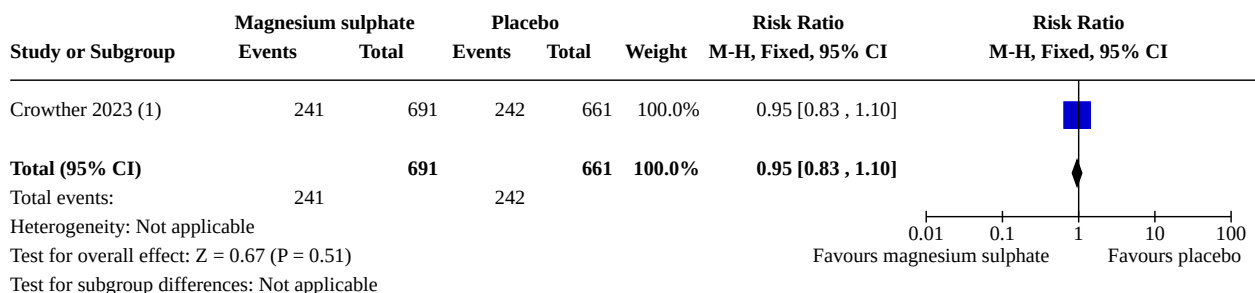 Magnesium sulphate Placebo Risk Ratio Risk Ratio
Study or Subgroup Events Total Events Total Weight M-H, Fixed, 95% CI M-H, Fixed, 95% CI
Crowther 2023 (1) 241 691 242 661 100.0% 0.95 [0.83 , 1.10]
Total (95% CI) 691 661 100.0% 0.95 [0.83 , 1.10]
Total events: 241 242
Heterogeneity: Not applicable
0.01 0.1 1 10 100
Test for overall effect: Z = 0.67 (P = 0.51) Favours magnesium sulphate Favours placebo
Test for subgroup differences: Not applicable